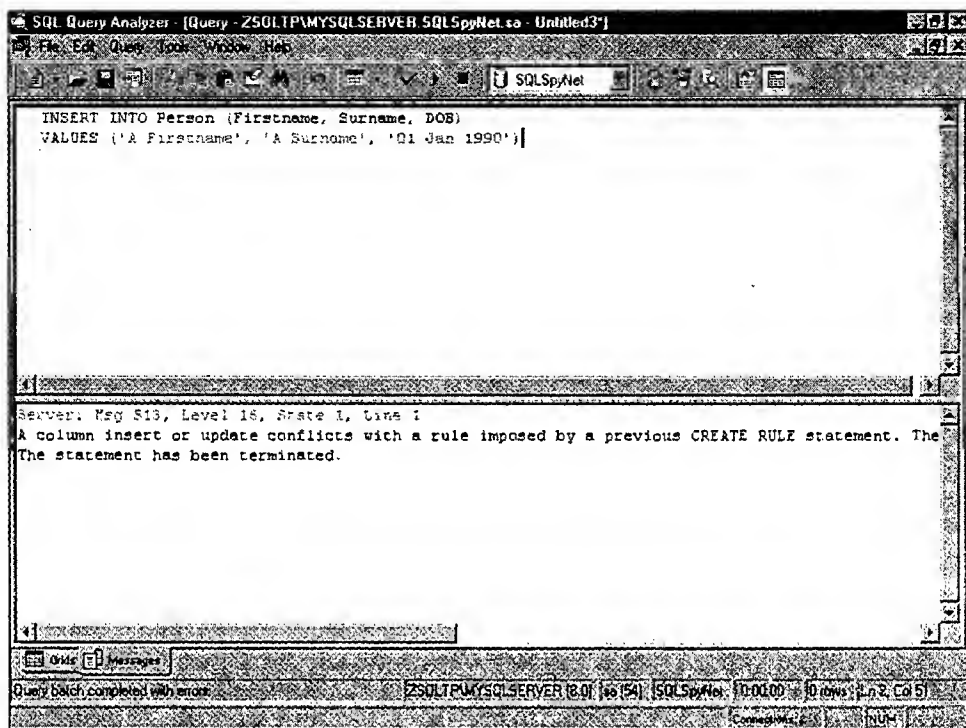 SQL Query Analyzer - [Query - ZSQLTP\MYSQLSERVER.SQLSpyNet.sa - Untitled3*]
File Edit Query Tools Window Help
SQLSpyNet
INSERT INTO Person (Firstname, Surname, DOB)
VALUES ('A Firstname', 'A Surname', '01 Jan 1990')
Server: Msg 513, Level 16, State 1, Line 1
A column insert or update conflicts with a rule imposed by a previous CREATE RULE statement. The
The statement has been terminated.
Grids Messages
Query batch completed with errors. ZSQLTP\MYSQLSERVER (8.0) sa (54) SQLSpyNet 0:00:00 0 rows Ln 2, Col 51
Connections: NUM